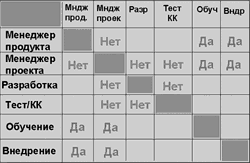 Мндж прод. Мндж проек Разр Тест КК Обуч Вндр
Менеджер продукта Нет Да Да
Менеджер проекта Нет Нет Нет Да Да
Разработка Нет Нет
Тест/КК Нет Нет
Обучение Да Да
Внедрение Да Да